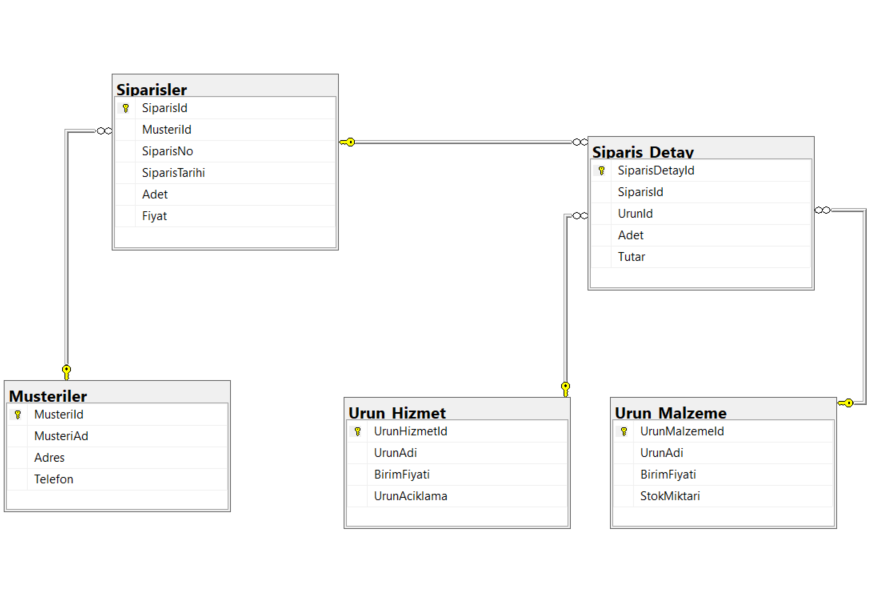 Siparisler
SiparisId
MusteriId
SiparisNo
SiparisTarihi
Adet
Fiyat
Siparis_Detay
SiparisDetayId
SiparisId
UrunId
Adet
Tutar
Musteriler
MusteriId
MusteriAd
Adres
Telefon
Urun_Hizmet
UrunHizmetId
UrunAdi
BirimFiyati
UrunAciklama
Urun_Malzeme
UrunMalzemeId
UrunAdi
BirimFiyati
StokMiktari